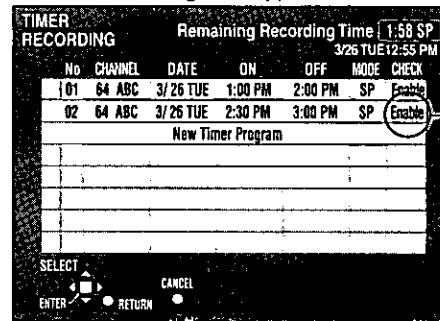 TIMER
RECORDING
Remaining Recording Time 1:58 SP
3/26 TUE 12:55 PM
No CHANNEL DATE ON OFF MODE CHECK
01 64 ABC 3/26 TUE 1:00 PM 2:00 PM SP Enable
02 64 ABC 3/26 TUE 2:30 PM 3:00 PM SP Enable
New Timer Program
SELECT
CANCEL
ENTER RETURN